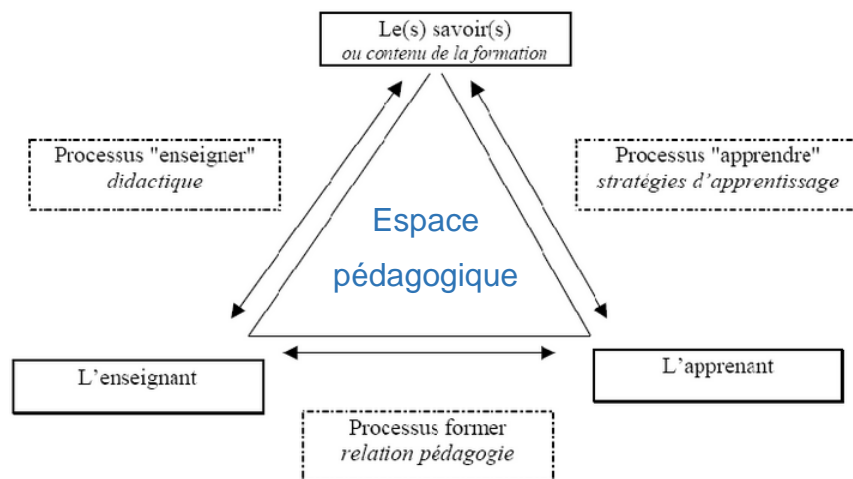 Le(s) savoir(s)
ou contenu de la formation
Processus "enseigner"
didactique
Processus "apprendre"
stratégies d'apprentissage
Espace
pédagogique
L'enseignant
L'apprenant
Processus former
relation pédagogie